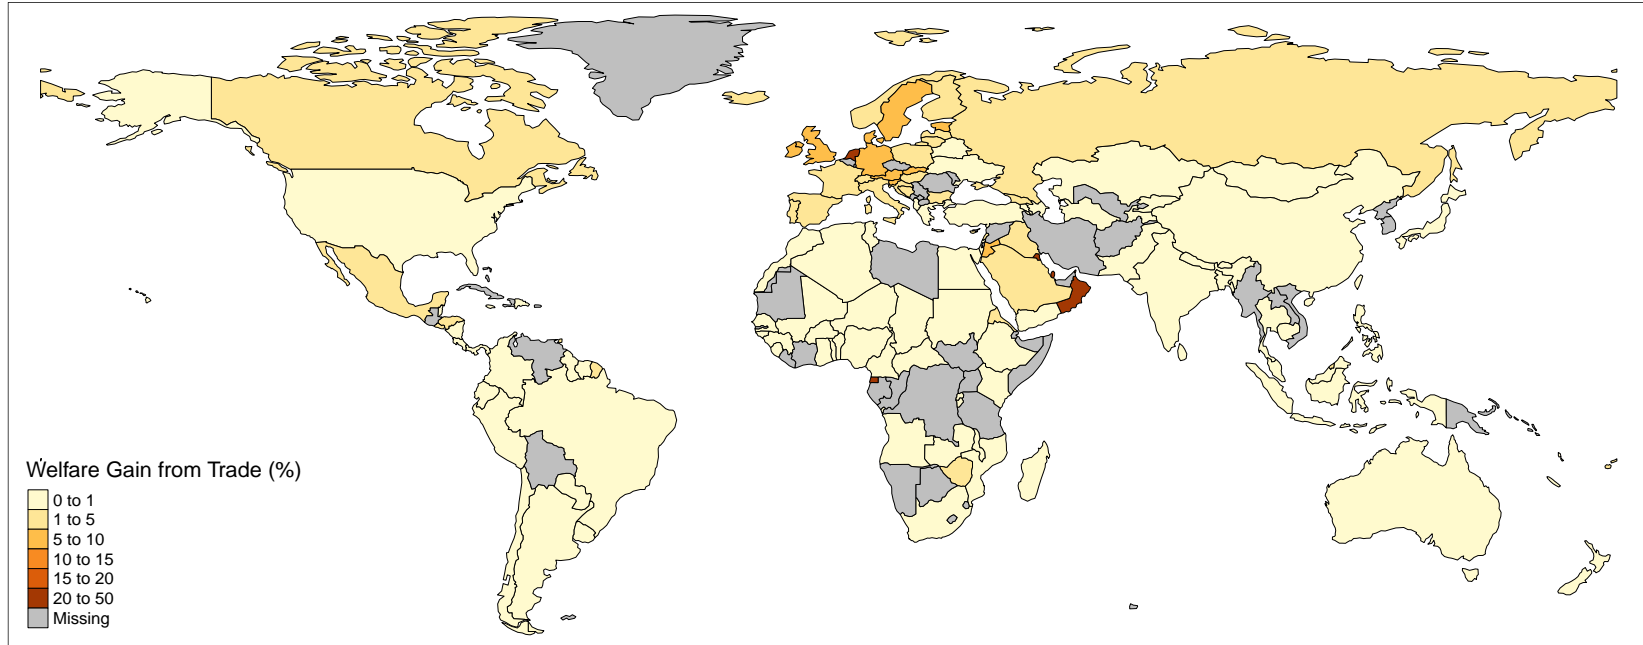 Welfare Gain from Trade (%)
0 to 1
1 to 5
5 to 10
10 to 15
15 to 20
20 to 50
Missing